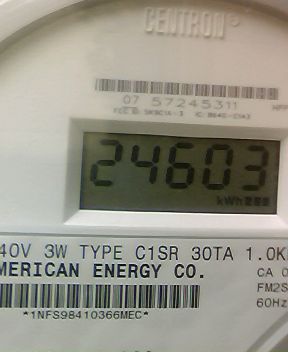 CENTRON®
07 57245311
24603
kWh
40V 3W TYPE C1SR 30TA 1.0K
MERICAN ENERGY CO.
CA 0
FM2S
60Hz
*1NFS98410366MEC*